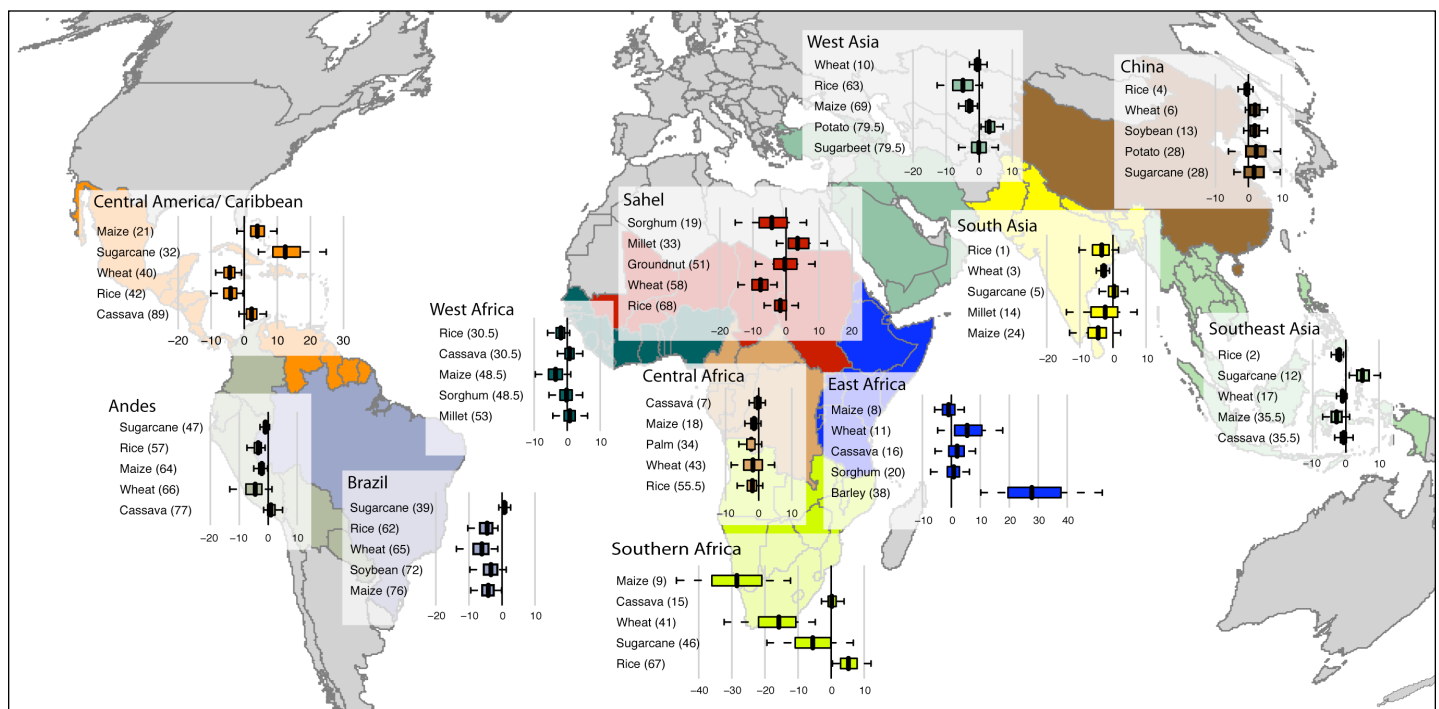 West Asia
Wheat (10)
Rice (63)
Maize (69)
Potato (79.5)
Sugarbeet (79.5)
−20 −10 0 10
China
Rice (4)
Wheat (6)
Soybean (13)
Potato (28)
Sugarcane (28)
−10 0 10
Central America/ Caribbean
Maize (21)
Sugarcane (32)
Wheat (40)
Rice (42)
Cassava (89)
−20 −10 0 10 20 30
Sahel
Sorghum (19)
Millet (33)
Groundnut (51)
Wheat (58)
Rice (68)
−20 −10 0 10 20
South Asia
Rice (1)
Wheat (3)
Sugarcane (5)
Millet (14)
Maize (24)
−10 0 10
West Africa
Rice (30.5)
Cassava (30.5)
Maize (48.5)
Sorghum (48.5)
Millet (53)
−10 0 10
Southeast Asia
Rice (2)
Sugarcane (12)
Wheat (17)
Maize (35.5)
Cassava (35.5)
−10 0 10
Central Africa
Cassava (7)
Maize (18)
Palm (34)
Wheat (43)
Rice (55.5)
−10 0 10
East Africa
Maize (8)
Wheat (11)
Cassava (16)
Sorghum (20)
Barley (38)
−10 0 10 20 30 40
Andes
Sugarcane (47)
Rice (57)
Maize (64)
Wheat (66)
Cassava (77)
−20 −10 0 10
Brazil
Sugarcane (39)
Rice (62)
Wheat (65)
Soybean (72)
Maize (76)
−20 −10 0 10
Southern Africa
Maize (9)
Cassava (15)
Wheat (41)
Sugarcane (46)
Rice (67)
−40 −30 −20 −10 0 10